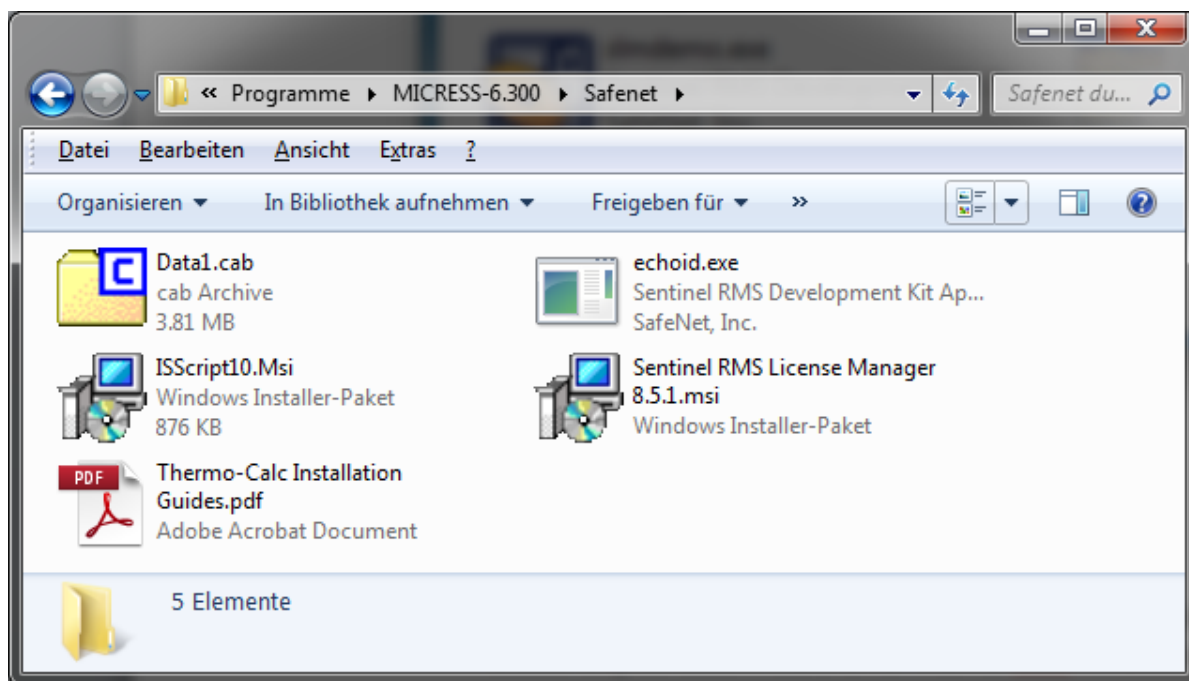 « Programme ▸ MICRESS-6.300 ▸ Safenet ▸
Safenet du...
Datei Bearbeiten Ansicht Extras ?
Organisieren In Bibliothek aufnehmen Freigeben für »
Data1.cab
cab Archive
3.81 MB
echoid.exe
Sentinel RMS Development Kit Ap...
SafeNet, Inc.
ISScript10.Msi
Windows Installer-Paket
876 KB
Sentinel RMS License Manager
8.5.1.msi
Windows Installer-Paket
PDF
Thermo-Calc Installation
Guides.pdf
Adobe Acrobat Document
5 Elemente